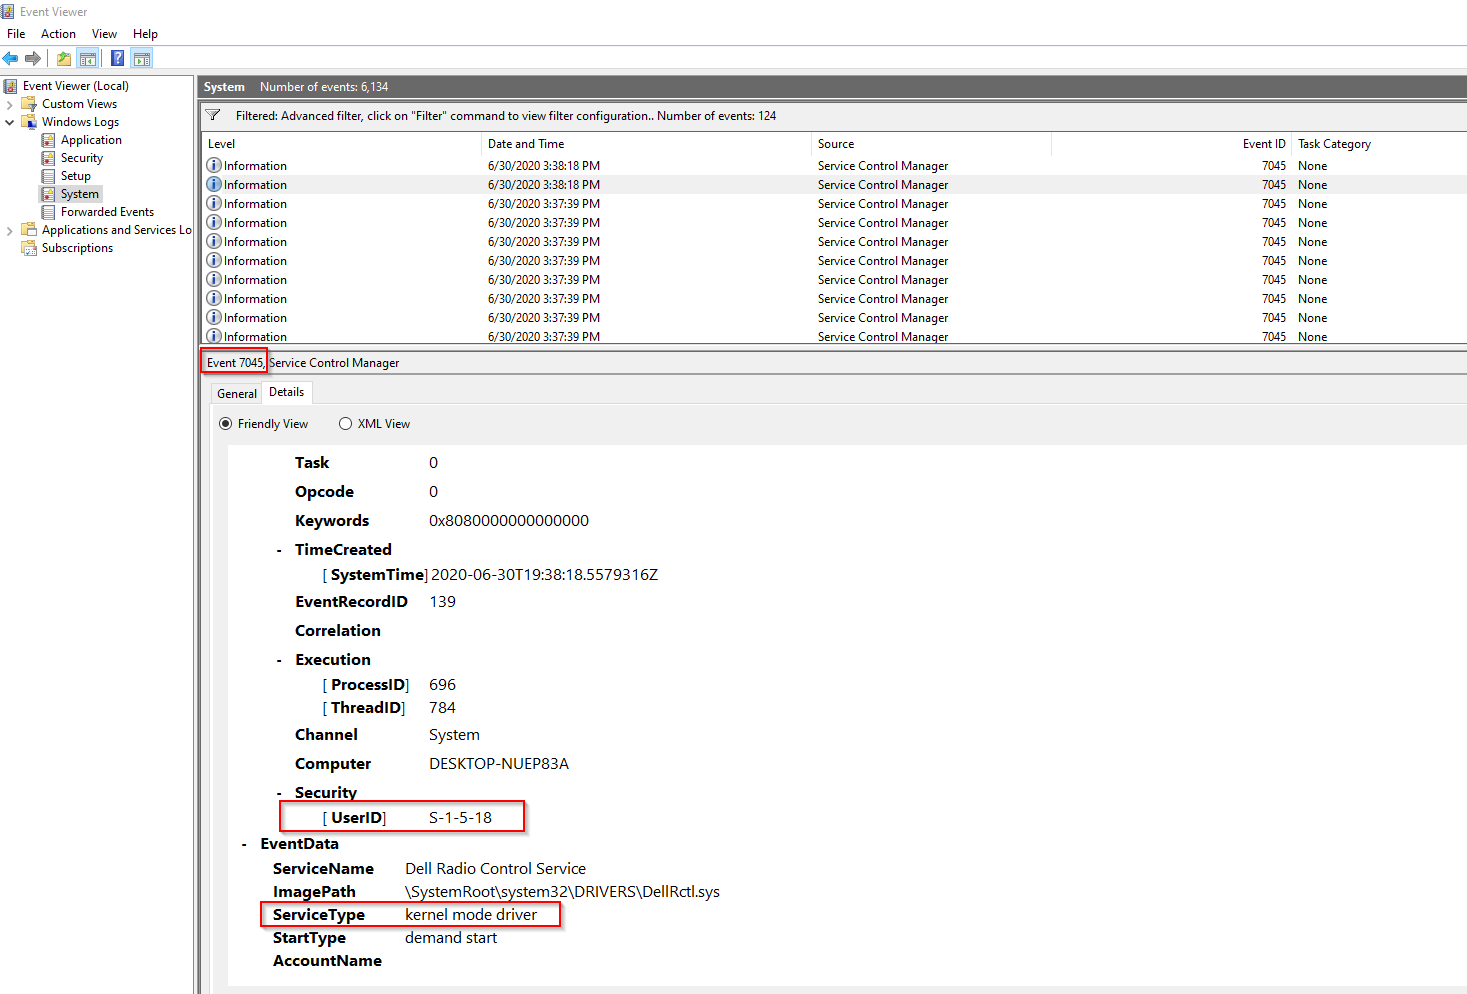 Event Viewer
File Action View Help
Event Viewer (Local)
Custom Views
Windows Logs
Application
Security
Setup
System
Forwarded Events
Applications and Services Lo
Subscriptions
System Number of events: 6,134
Filtered: Advanced filter, click on "Filter" command to view filter configuration.. Number of events: 124
Level Date and Time Source Event ID Task Category
Information 6/30/2020 3:38:18 PM Service Control Manager 7045 None
Information 6/30/2020 3:38:18 PM Service Control Manager 7045 None
Information 6/30/2020 3:37:39 PM Service Control Manager 7045 None
Information 6/30/2020 3:37:39 PM Service Control Manager 7045 None
Information 6/30/2020 3:37:39 PM Service Control Manager 7045 None
Information 6/30/2020 3:37:39 PM Service Control Manager 7045 None
Information 6/30/2020 3:37:39 PM Service Control Manager 7045 None
Information 6/30/2020 3:37:39 PM Service Control Manager 7045 None
Information 6/30/2020 3:37:39 PM Service Control Manager 7045 None
Information 6/30/2020 3:37:39 PM Service Control Manager 7045 None
Event 7045, Service Control Manager
General Details
Friendly View XML View
Task 0
Opcode 0
Keywords 0x8080000000000000
- TimeCreated
[ SystemTime] 2020-06-30T19:38:18.5579316Z
EventRecordID 139
Correlation
- Execution
[ ProcessID] 696
[ ThreadID] 784
Channel System
Computer DESKTOP-NUEP83A
- Security
[ UserID] S-1-5-18
- EventData
ServiceName Dell Radio Control Service
ImagePath \SystemRoot\system32\DRIVERS\DellRctl.sys
ServiceType kernel mode driver
StartType demand start
AccountName